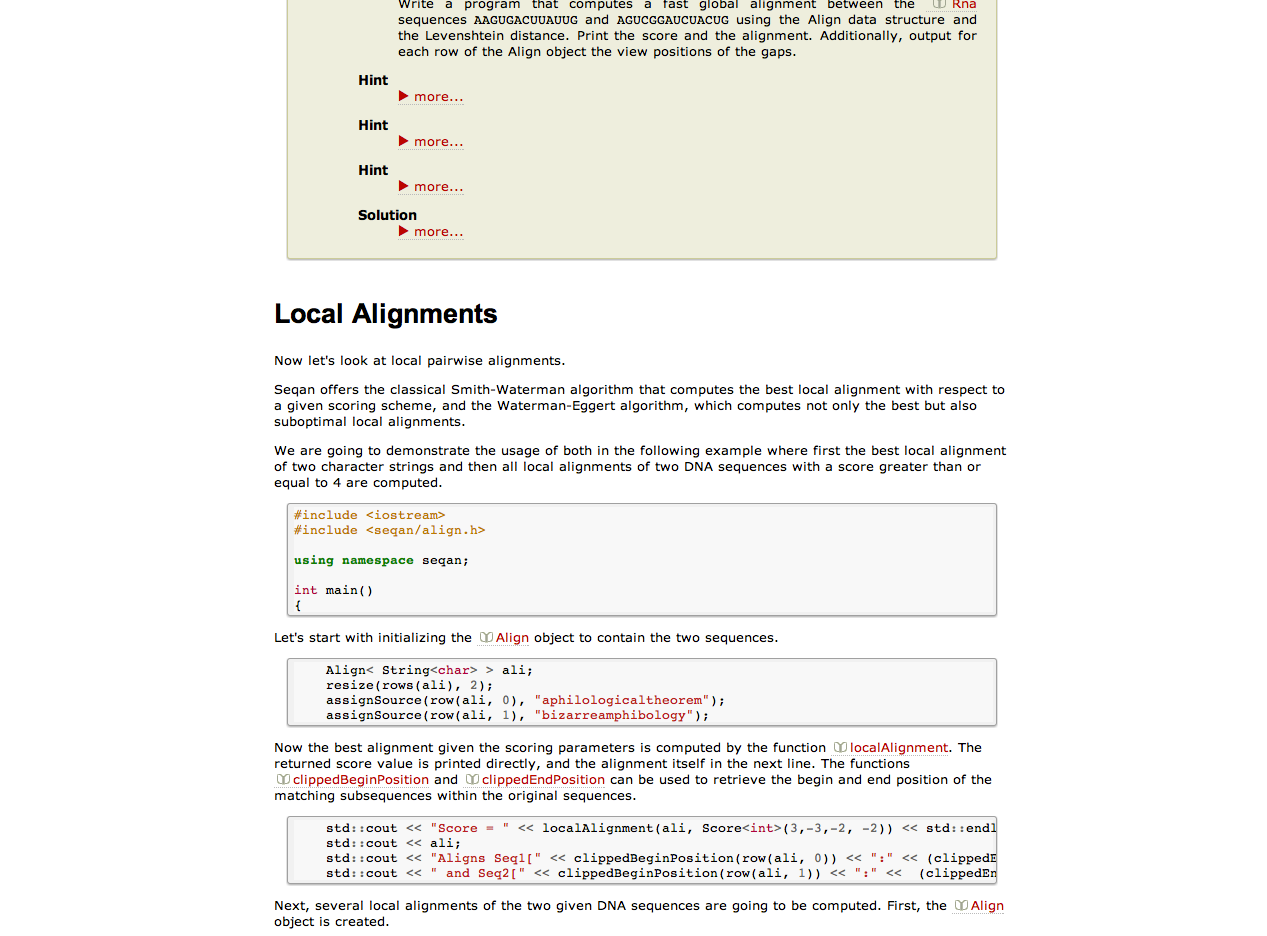 Write a program that computes a fast global alignment between the Rna
sequences AAGUGACUUAUUG and AGUCGGAUCUACUG using the Align data structure and
the Levenshtein distance. Print the score and the alignment. Additionally, output for
each row of the Align object the view positions of the gaps.
Hint
more...
Hint
more...
Hint
more...
Solution
more...
Local Alignments
Now let's look at local pairwise alignments.
Seqan offers the classical Smith-Waterman algorithm that computes the best local alignment with respect to
a given scoring scheme, and the Waterman-Eggert algorithm, which computes not only the best but also
suboptimal local alignments.
We are going to demonstrate the usage of both in the following example where first the best local alignment
of two character strings and then all local alignments of two DNA sequences with a score greater than or
equal to 4 are computed.
#include <iostream>
#include <seqan/align.h>
using namespace seqan;
int main()
{
Let's start with initializing the Align object to contain the two sequences.
Align< String<char> > ali;
resize(rows(ali), 2);
assignSource(row(ali, 0), "aphilologicaltheorem");
assignSource(row(ali, 1), "bizarreamphibology");
Now the best alignment given the scoring parameters is computed by the function localAlignment. The
returned score value is printed directly, and the alignment itself in the next line. The functions
clippedBeginPosition and clippedEndPosition can be used to retrieve the begin and end position of the
matching subsequences within the original sequences.
std::cout << "Score = " << localAlignment(ali, Score<int>(3,-3,-2, -2)) << std::endl
std::cout << ali;
std::cout << "Aligns Seq1[" << clippedBeginPosition(row(ali, 0)) << ":" << (clippedE
std::cout << " and Seq2[" << clippedBeginPosition(row(ali, 1)) << ":" <<  (clippedEn
Next, several local alignments of the two given DNA sequences are going to be computed. First, the Align
object is created.